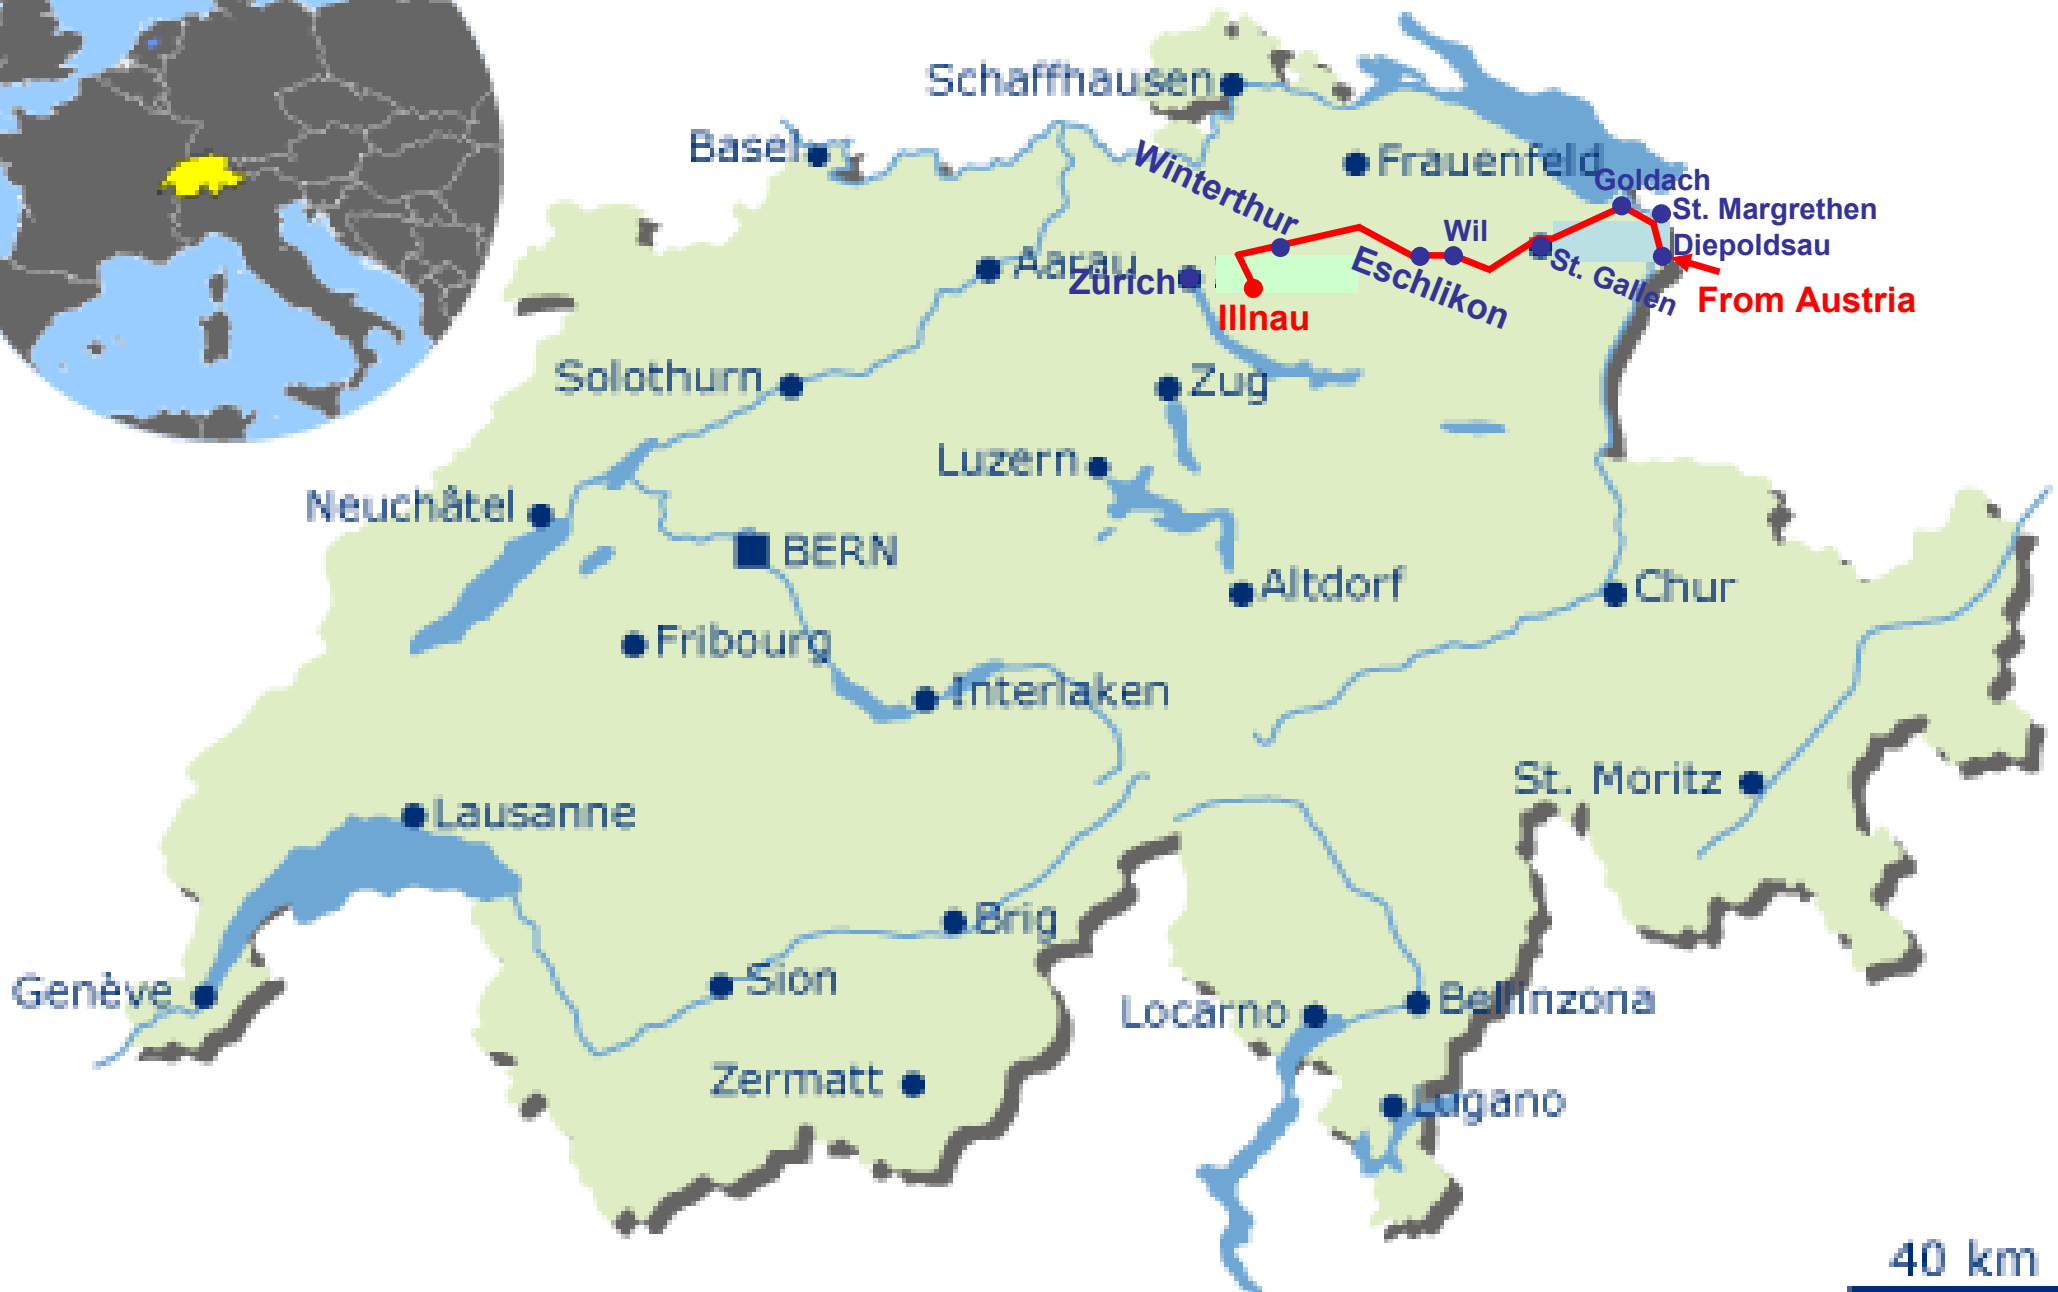 Schaffhausen
Basel
Frauenfeld
Winterthur
Goldach
St. Margrethen
Wil
Diepoldsau
Aarau
Zürich
Eschlikon
St. Gallen
From Austria
Illnau
Solothurn
Zug
Luzern
Neuchâtel
BERN
Altdorf
Chur
Fribourg
Interlaken
St. Moritz
Lausanne
Brig
Sion
Genève
Locarno
Bellinzona
Zermatt
Lugano
40 km